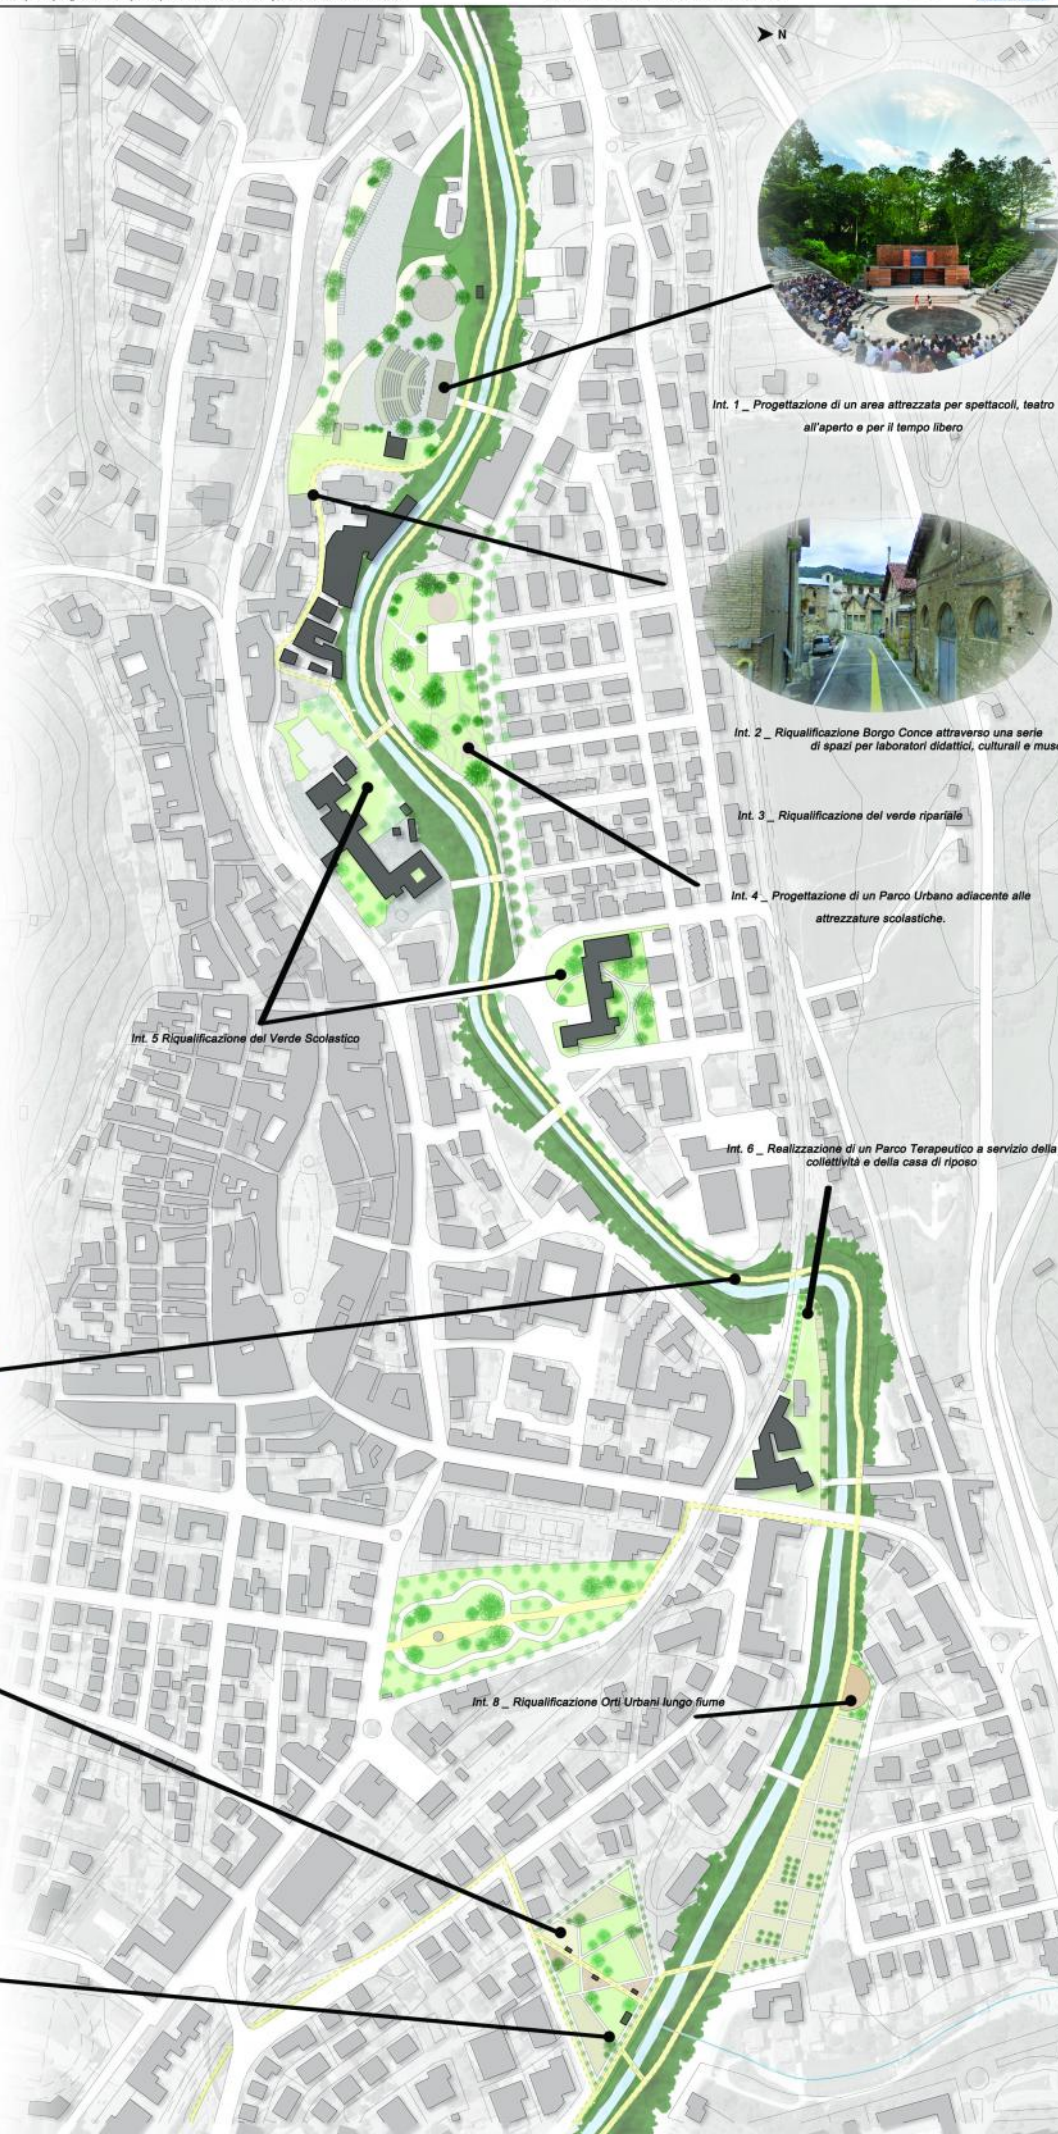 N
Int. 1 _ Progettazione di un area attrezzata per spettacoli, teatro
all'aperto e per il tempo libero
Int. 2 _ Riqualificazione Borgo Conce attraverso una serie
di spazi per laboratori didattici, culturali e
Int. 3 _ Riqualificazione del verde ripariale
Int. 4 _ Progettazione di un Parco Urbano adiacente alle
attrezzature scolastiche.
Int. 5 Riqualificazione del Verde Scolastico
Int. 6 _ Realizzazione di un Parco Terapeutico a servizio della
collettività e della casa di riposo
Int. 8 _ Riqualificazione Orti Urbani lungo fiume